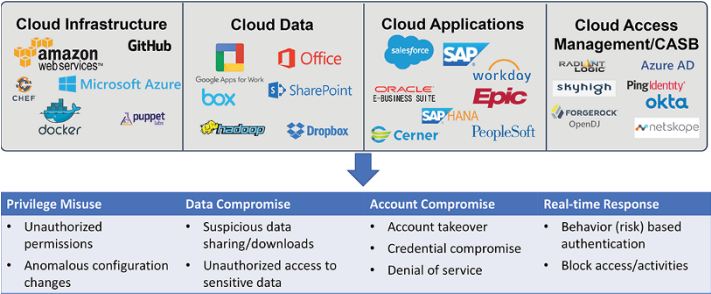 Cloud Infrastructure
amazon
web services™
GitHub
CHEF
Microsoft Azure
docker
puppet
labs
Cloud Data
Google Apps for Work
Office
box
SharePoint
hadoop
Dropbox
Cloud Applications
salesforce
SAP
workday
ORACLE
E-BUSINESS SUITE
Epic
SAP HANA
Cerner
PeopleSoft
Cloud Access
Management/CASB
RADIANT
LOGIC
Azure AD
skyhigh
PingIdentity
okta
FORGEROCK
OpenDJ
netskope
Privilege Misuse
• Unauthorized
permissions
• Anomalous configuration
changes
Data Compromise
• Suspicious data
sharing/downloads
• Unauthorized access to
sensitive data
Account Compromise
• Account takeover
• Credential compromise
• Denial of service
Real-time Response
• Behavior (risk) based
authentication
• Block access/activities